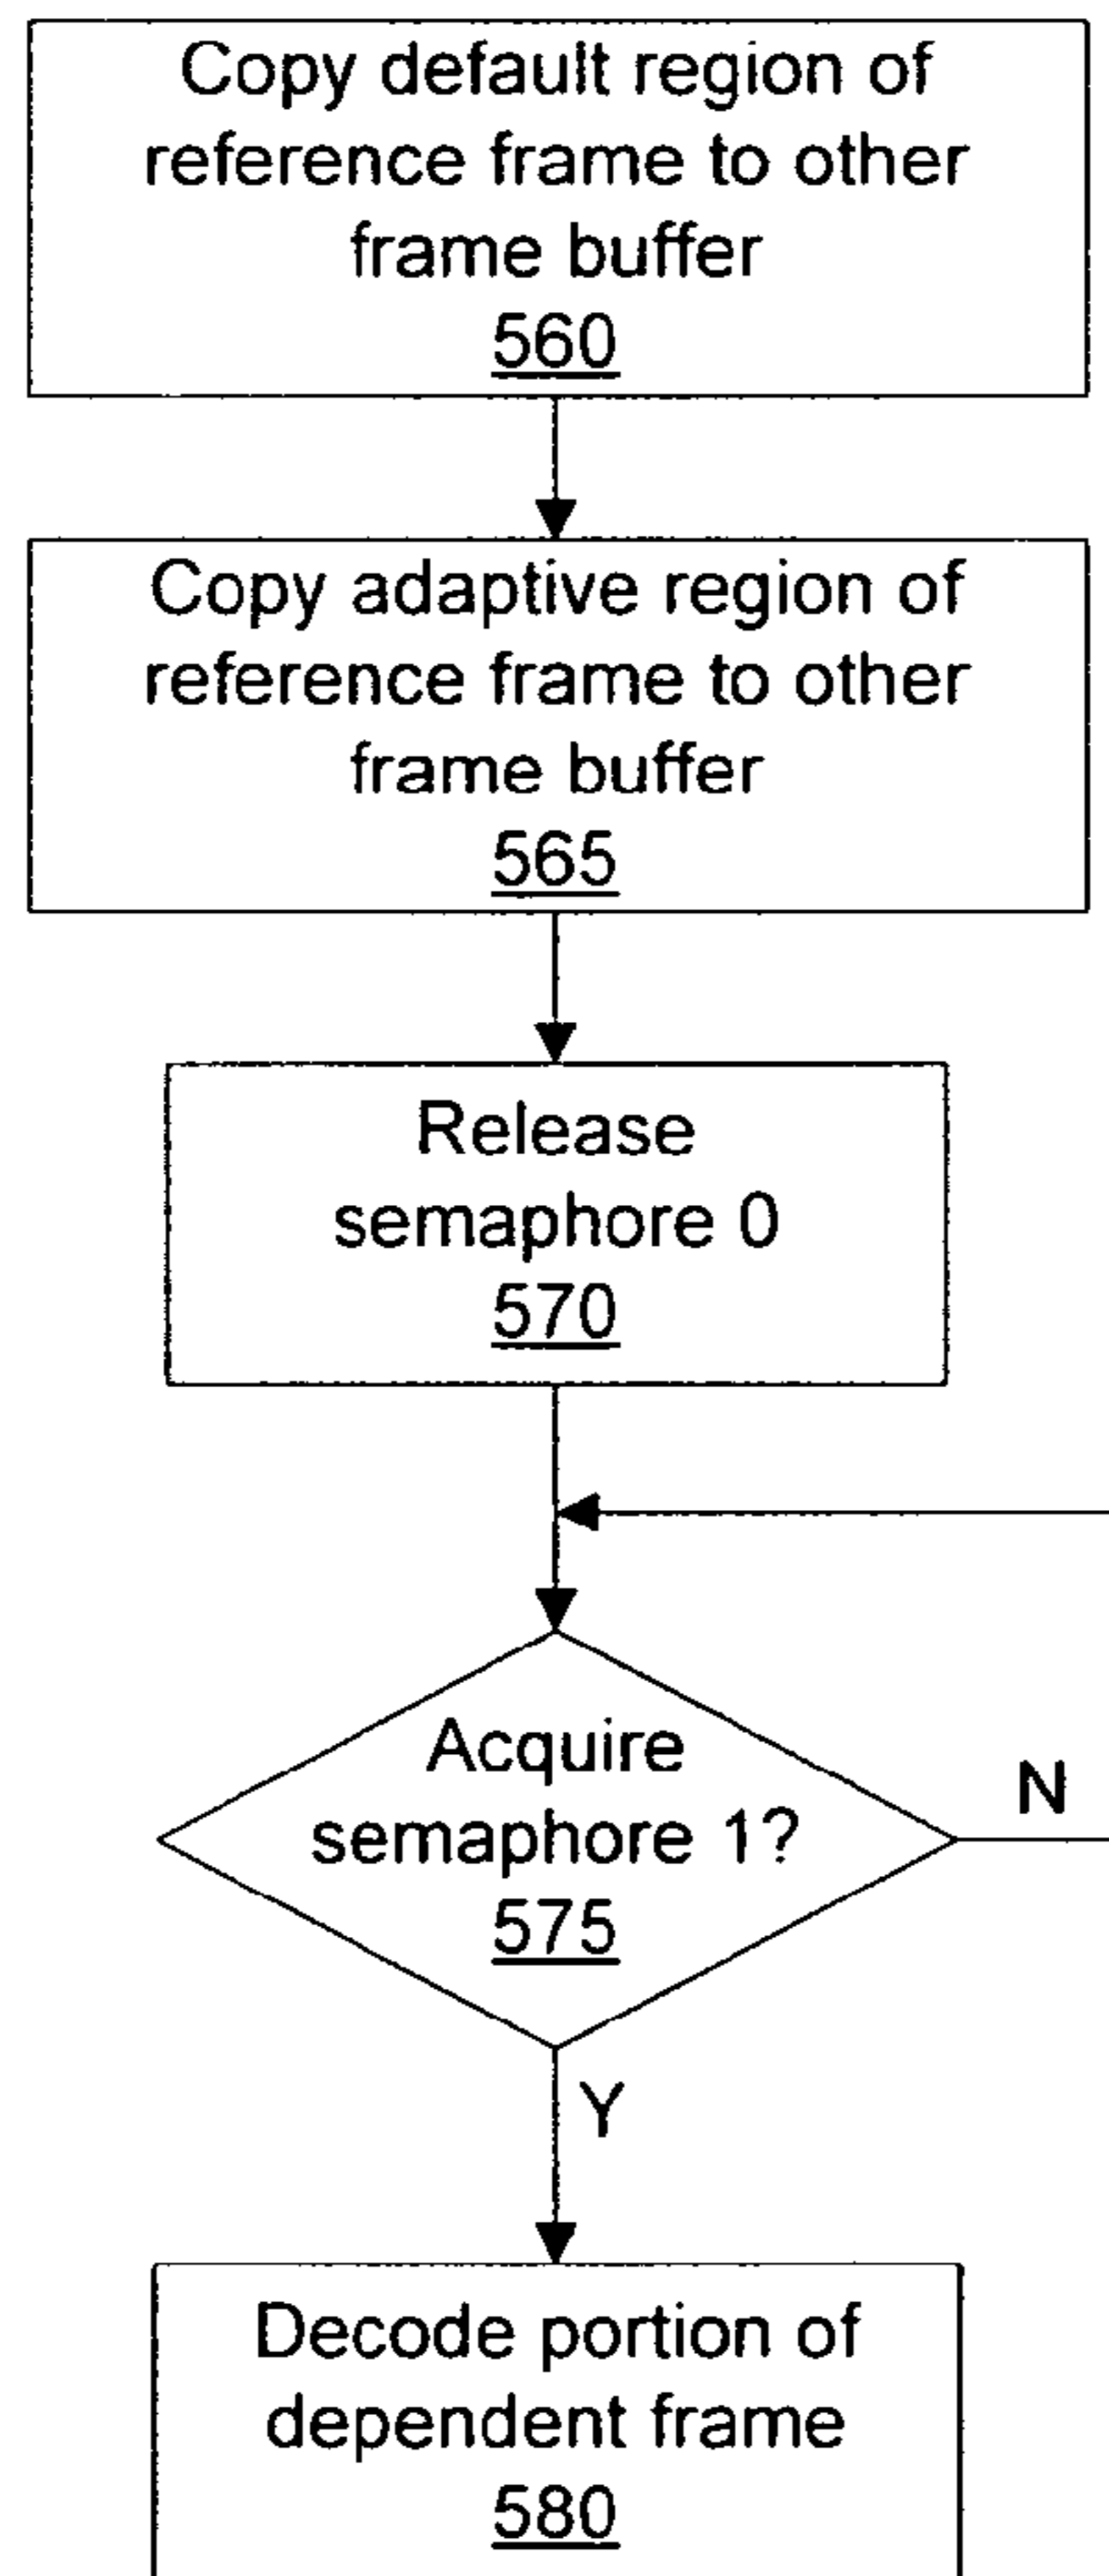 Copy default region of
reference frame to other
frame buffer
560
Copy adaptive region of
reference frame to other
frame buffer
565
Release
semaphore 0
570
Acquire
semaphore 1?
575
N
Y
Decode portion of
dependent frame
580